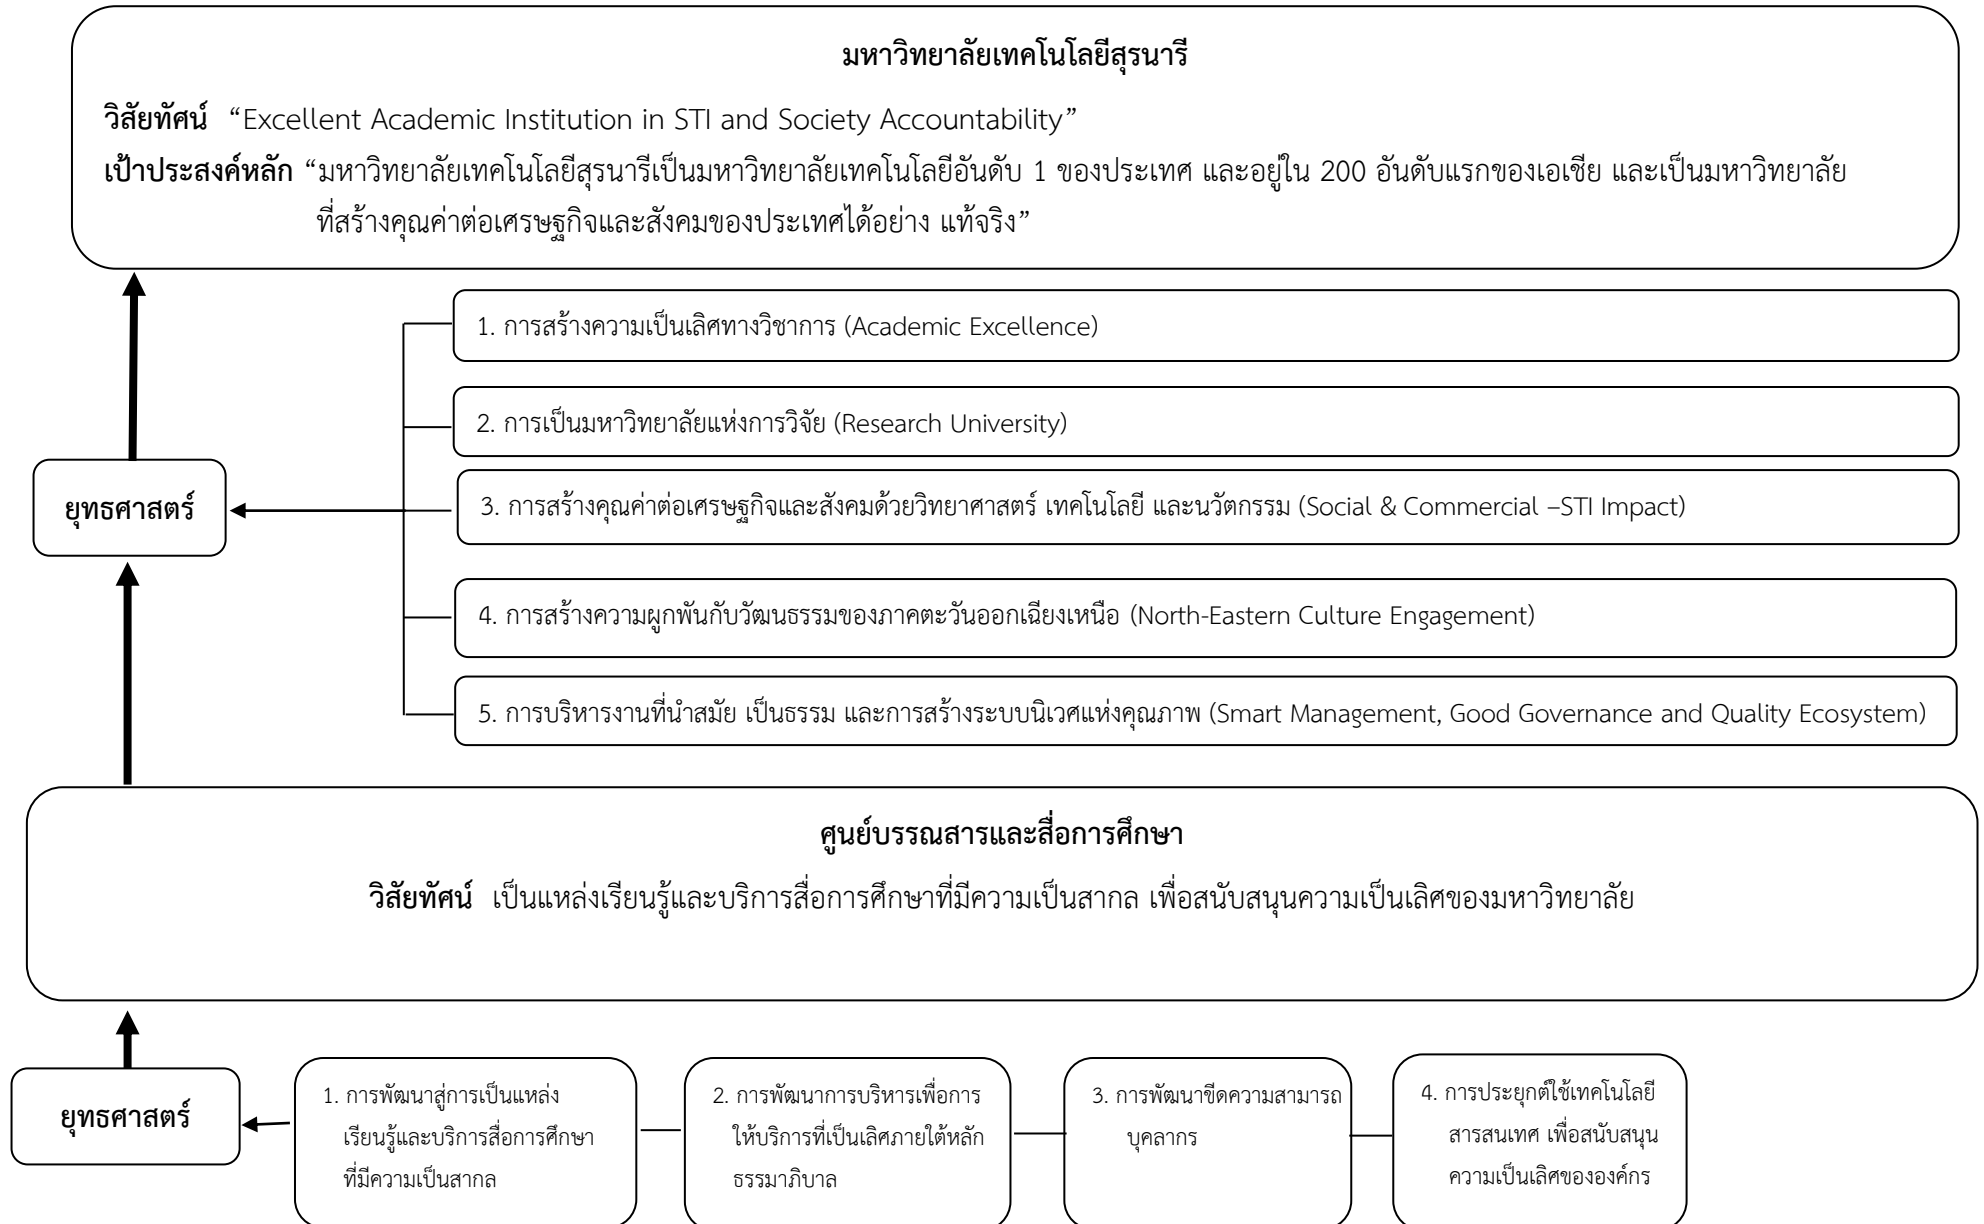 มหาวิทยาลัยเทคโนโลยีสุรนารี
วิสัยทัศน์ “Excellent Academic Institution in STI and Society Accountability”
เป้าประสงค์หลัก “มหาวิทยาลัยเทคโนโลยีสุรนารีเป็นมหาวิทยาลัยเทคโนโลยีอันดับ 1 ของประเทศ และอยู่ใน 200 อันดับแรกของเอเชีย และเป็นมหาวิทยาลัย
ที่สร้างคุณค่าต่อเศรษฐกิจและสังคมของประเทศได้อย่าง แท้จริง”
1. การสร้างความเป็นเลิศทางวิชาการ (Academic Excellence)
2. การเป็นมหาวิทยาลัยแห่งการวิจัย (Research University)
ยุทธศาสตร์
3. การสร้างคุณค่าต่อเศรษฐกิจและสังคมด้วยวิทยาศาสตร์ เทคโนโลยี และนวัตกรรม (Social & Commercial –STI Impact)
4. การสร้างความผูกพันกับวัฒนธรรมของภาคตะวันออกเฉียงเหนือ (North-Eastern Culture Engagement)
5. การบริหารงานที่นำสมัย เป็นธรรม และการสร้างระบบนิเวศแห่งคุณภาพ (Smart Management, Good Governance and Quality Ecosystem)
ศูนย์บรรณสารและสื่อการศึกษา
วิสัยทัศน์ เป็นแหล่งเรียนรู้และบริการสื่อการศึกษาที่มีความเป็นสากล เพื่อสนับสนุนความเป็นเลิศของมหาวิทยาลัย
ยุทธศาสตร์
1. การพัฒนาสู่การเป็นแหล่ง
เรียนรู้และบริการสื่อการศึกษา
ที่มีความเป็นสากล
2. การพัฒนาการบริหารเพื่อการ
ให้บริการที่เป็นเลิศภายใต้หลัก
ธรรมาภิบาล
3. การพัฒนาขีดความสามารถ
บุคลากร
4. การประยุกต์ใช้เทคโนโลยี
สารสนเทศ เพื่อสนับสนุน
ความเป็นเลิศขององค์กร